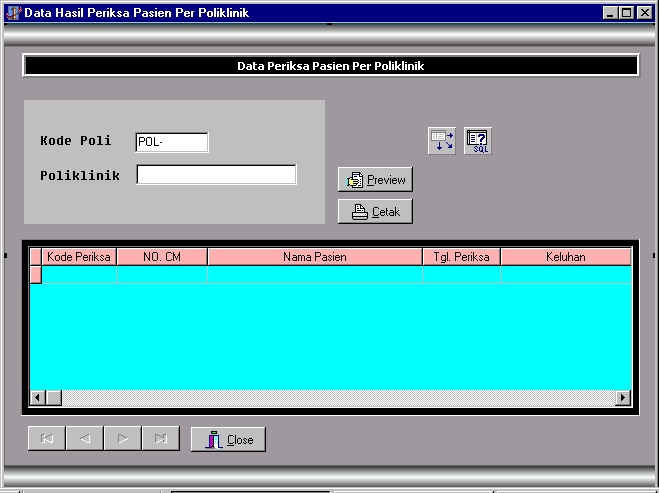 Data Hasil Periksa Pasien Per Poliklinik
Data Periksa Pasien Per Poliklinik
Kode Poli POL-
SQL
Poliklinik
Preview
Cetak
Kode Periksa NO. CM Nama Pasien Tgl. Periksa Keluhan
Close